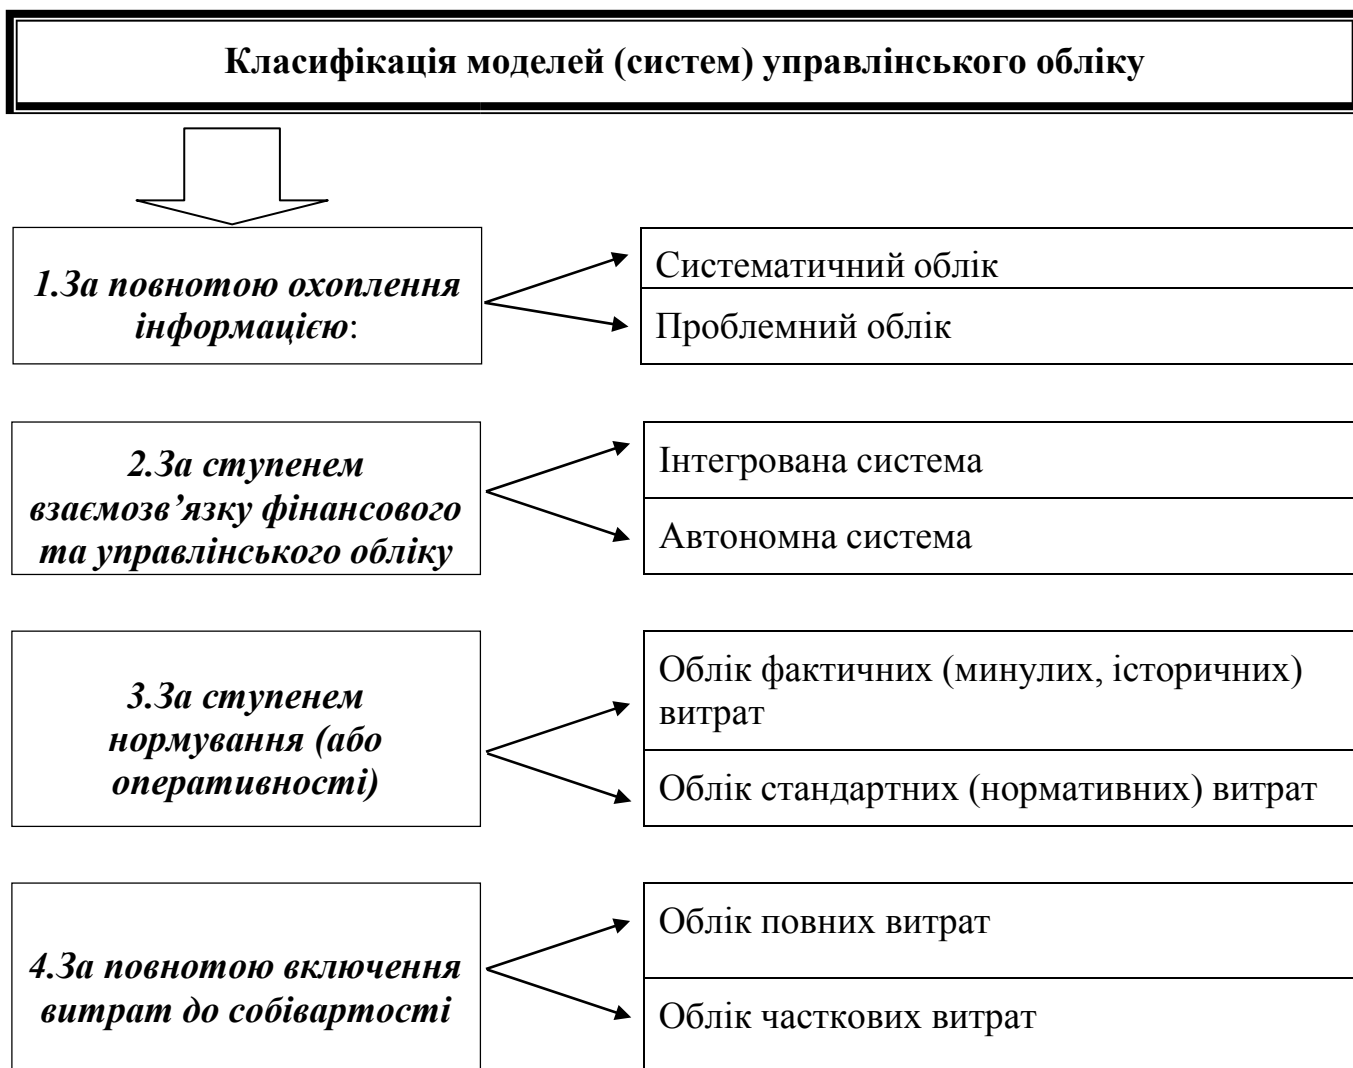 Класифікація моделей (систем) управлінського обліку
1.За повнотою охоплення
інформацією:
Систематичний облік
Проблемний облік
2.За ступенем
взаємозв’язку фінансового
та управлінського обліку
Інтегрована система
Автономна система
3.За ступенем
нормування (або
оперативності)
Облік фактичних (минулих, історичних)
витрат
Облік стандартних (нормативних) витрат
4.За повнотою включення
витрат до собівартості
Облік повних витрат
Облік часткових витрат